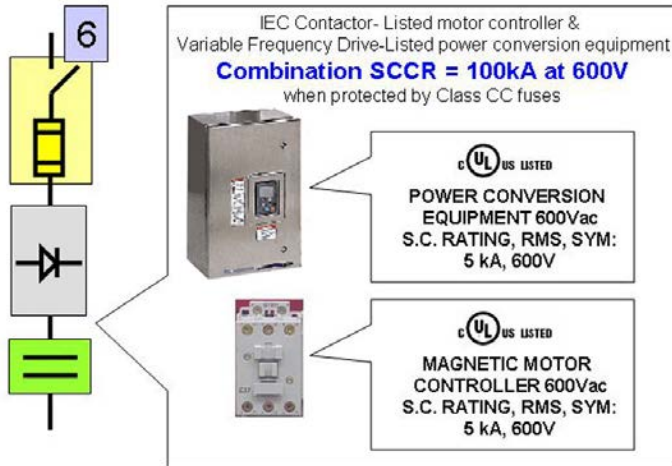 6
IEC Contactor- Listed motor controller &
Variable Frequency Drive-Listed power conversion equipment
Combination SCCR = 100kA at 600V
when protected by Class CC fuses
C UL US LISTED
POWER CONVERSION
EQUIPMENT 600Vac
S.C. RATING, RMS, SYM:
5 kA, 600V
C UL US LISTED
MAGNETIC MOTOR
CONTROLLER 600Vac
S.C. RATING, RMS, SYM:
5 kA, 600V